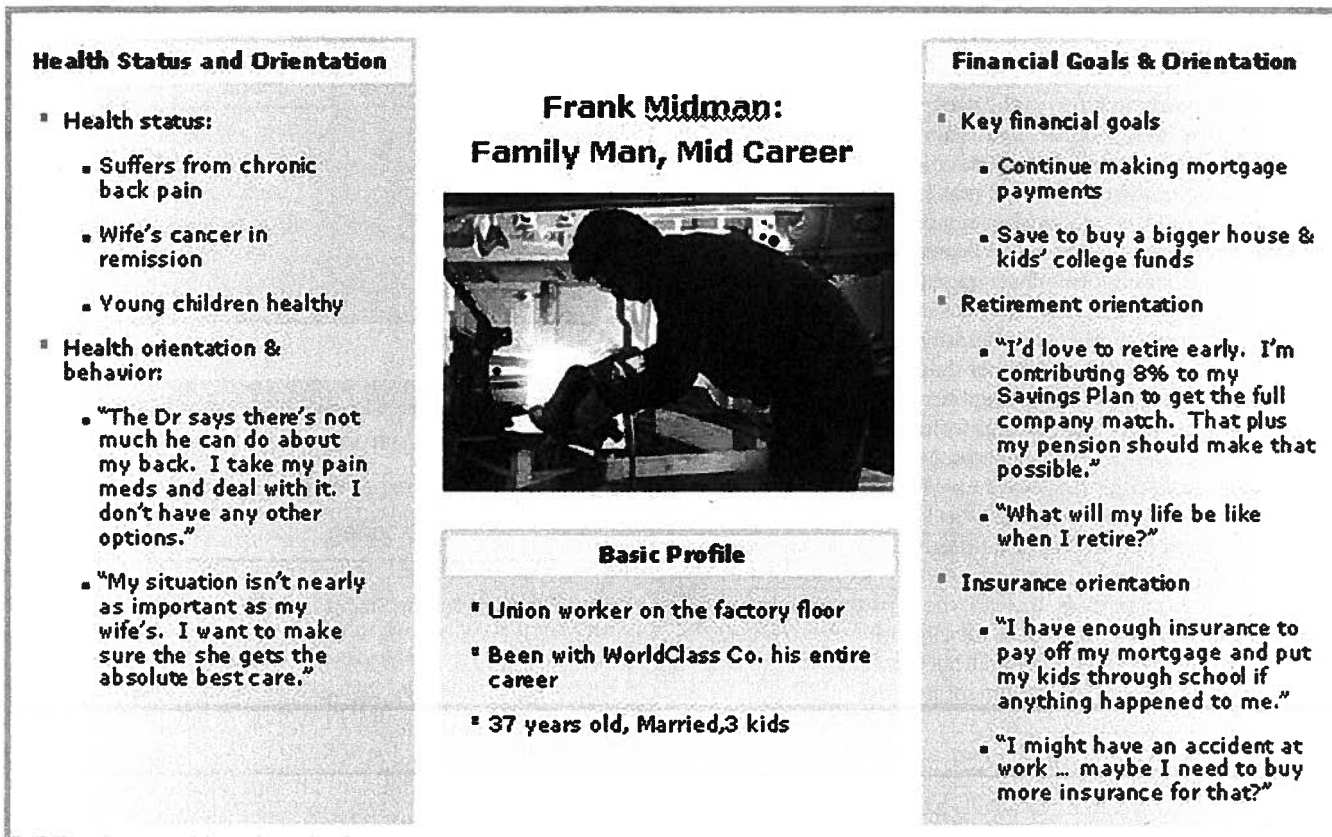 Health Status and Orientation
Health status:
Suffers from chronic
back pain
Wife's cancer in
remission
Young children healthy
Health orientation &
behavior:
"The Dr says there's not
much he can do about
my back. I take my pain
meds and deal with it. I
don't have any other
options."
"My situation isn't nearly
as important as my
wife's. I want to make
sure the she gets the
absolute best care."
Frank Midman:
Family Man, Mid Career
Basic Profile
Union worker on the factory floor
Been with WorldClass Co. his entire
career
37 years old, Married,3 kids
Financial Goals & Orientation
Key financial goals
Continue making mortgage
payments
Save to buy a bigger house &
kids' college funds
Retirement orientation
"I'd love to retire early. I'm
contributing 8% to my
Savings Plan to get the full
company match. That plus
my pension should make that
possible."
"What will my life be like
when I retire?"
Insurance orientation
"I have enough insurance to
pay off my mortgage and put
my kids through school if
anything happened to me."
"I might have an accident at
work ... maybe I need to buy
more insurance for that?"